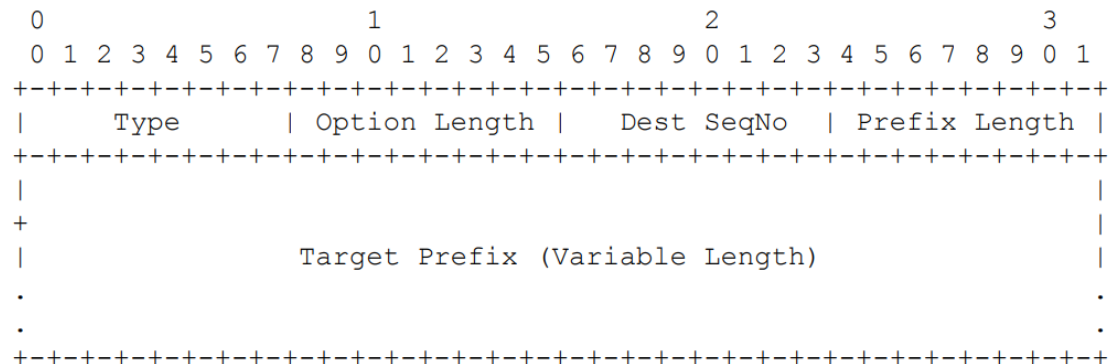 0                   1                   2                   3
 0 1 2 3 4 5 6 7 8 9 0 1 2 3 4 5 6 7 8 9 0 1 2 3 4 5 6 7 8 9 0 1
+-+-+-+-+-+-+-+-+-+-+-+-+-+-+-+-+-+-+-+-+-+-+-+-+-+-+-+-+-+-+-+-+
|     Type      | Option Length |   Dest SeqNo  | Prefix Length |
+-+-+-+-+-+-+-+-+-+-+-+-+-+-+-+-+-+-+-+-+-+-+-+-+-+-+-+-+-+-+-+-+
|                                                               |
+                                                               |
|                Target Prefix (Variable Length)                |
.                                                               .
.                                                               .
+-+-+-+-+-+-+-+-+-+-+-+-+-+-+-+-+-+-+-+-+-+-+-+-+-+-+-+-+-+-+-+-+